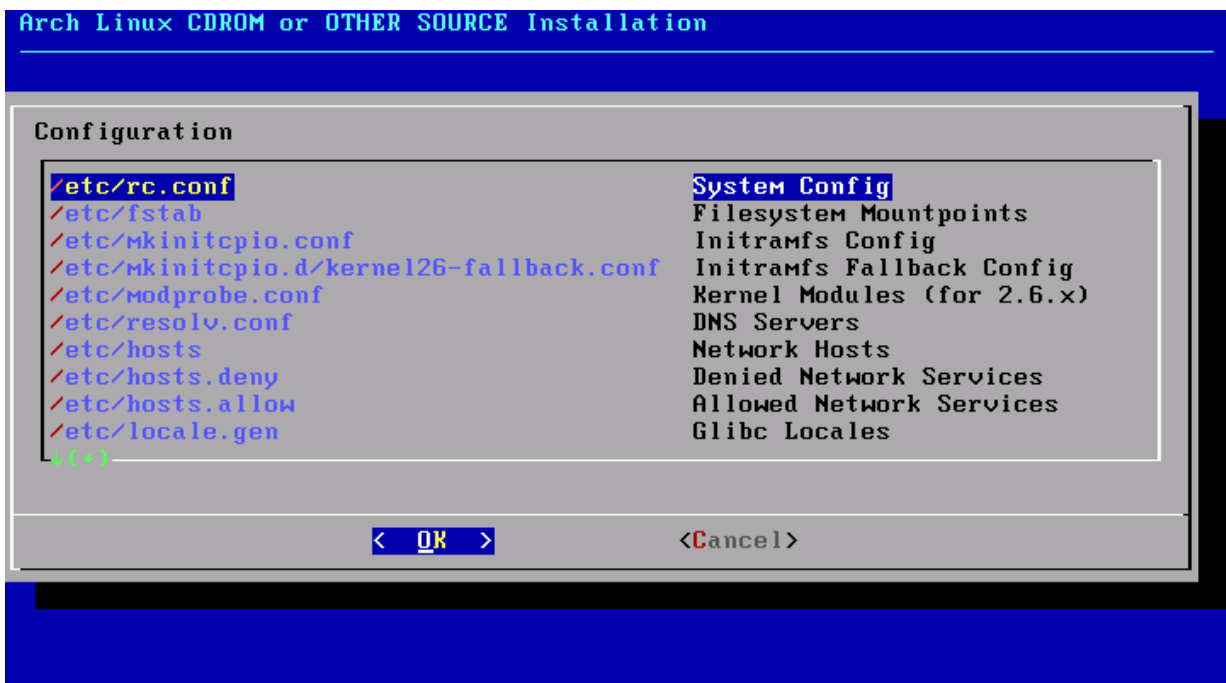 Arch Linux CDROM or OTHER SOURCE Installation
Configuration
/etc/rc.conf System Config
/etc/fstab Filesystem Mountpoints
/etc/mkinitcpio.conf Initramfs Config
/etc/mkinitcpio.d/kernel26-fallback.conf Initramfs Fallback Config
/etc/modprobe.conf Kernel Modules (for 2.6.x)
/etc/resolv.conf DNS Servers
/etc/hosts Network Hosts
/etc/hosts.deny Denied Network Services
/etc/hosts.allow Allowed Network Services
/etc/locale.gen Glibc Locales
↓(+)
< OK > <Cancel>